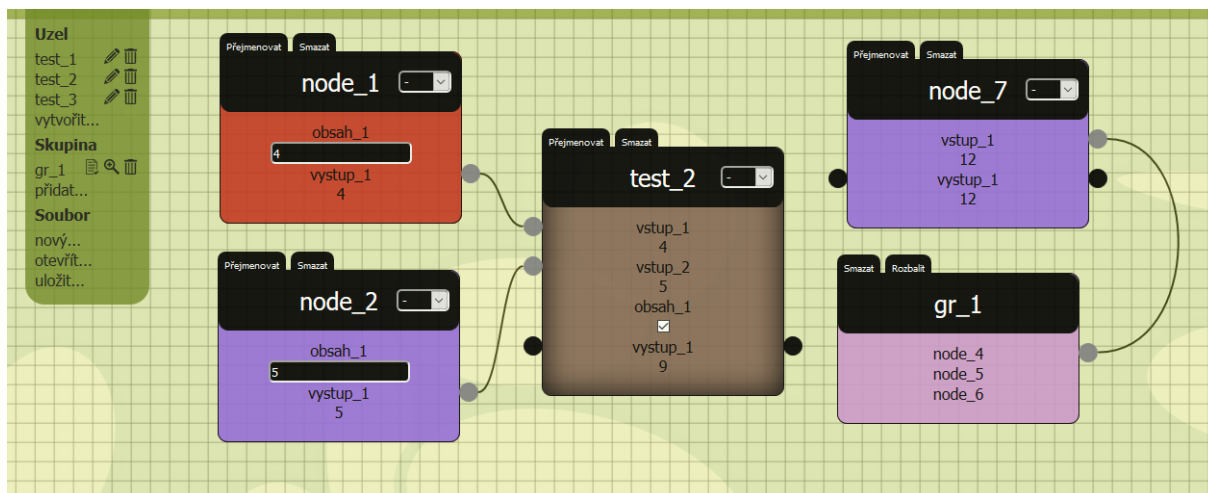 Uzel
test_1
test_2
test_3
vytvořit...
Skupina
gr_1
přidat...
Soubor
nový...
otevřít...
uložit...
Přejmenovat Smazat
node_1 -
obsah_1
4
vystup_1
4
Přejmenovat Smazat
node_2 -
obsah_1
5
vystup_1
5
Přejmenovat Smazat
test_2 -
vstup_1
4
vstup_2
5
obsah_1
vystup_1
9
Přejmenovat Smazat
node_7 -
vstup_1
12
vystup_1
12
Smazat Rozbalit
gr_1
node_4
node_5
node_6